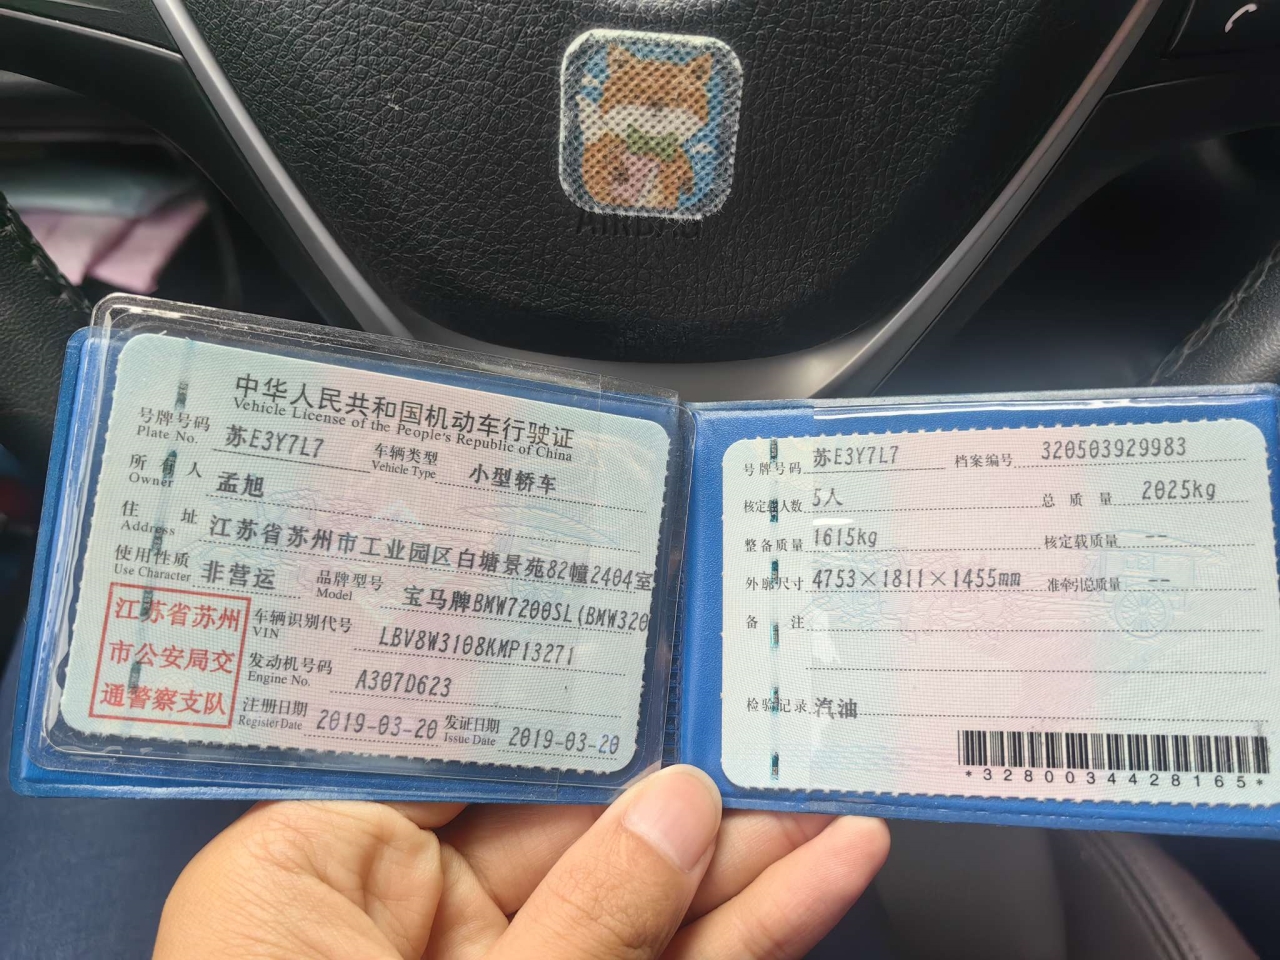 AIRBAG
中华人民共和国机动车行驶证
Vehicle License of the People's Republic of China
号牌号码 苏E3Y7L7 车辆类型 小型轿车
Plate No. Vehicle Type
所有人 孟旭
Owner
住址 江苏省苏州市工业园区白塘景苑82幢2404室
Address
使用性质 非营运 品牌型号 宝马牌BMW7200SL(BMW320
Use Character Model
江苏省苏州
市公安局交
通警察支队
车辆识别代号 LBV8W3108KMP13271
VIN
发动机号码 A307D623
Engine No.
注册日期 2019-03-20 发证日期 2019-03-20
Register Date Issue Date
号牌号码 苏E3Y7L7 档案编号 320503929983
核定载人数 5人 总质量 2025kg
整备质量 1615kg 核定载质量 --
外廓尺寸 4753×1811×1455mm 准牵引总质量 --
备注
检验记录 汽油
*3280034428165*